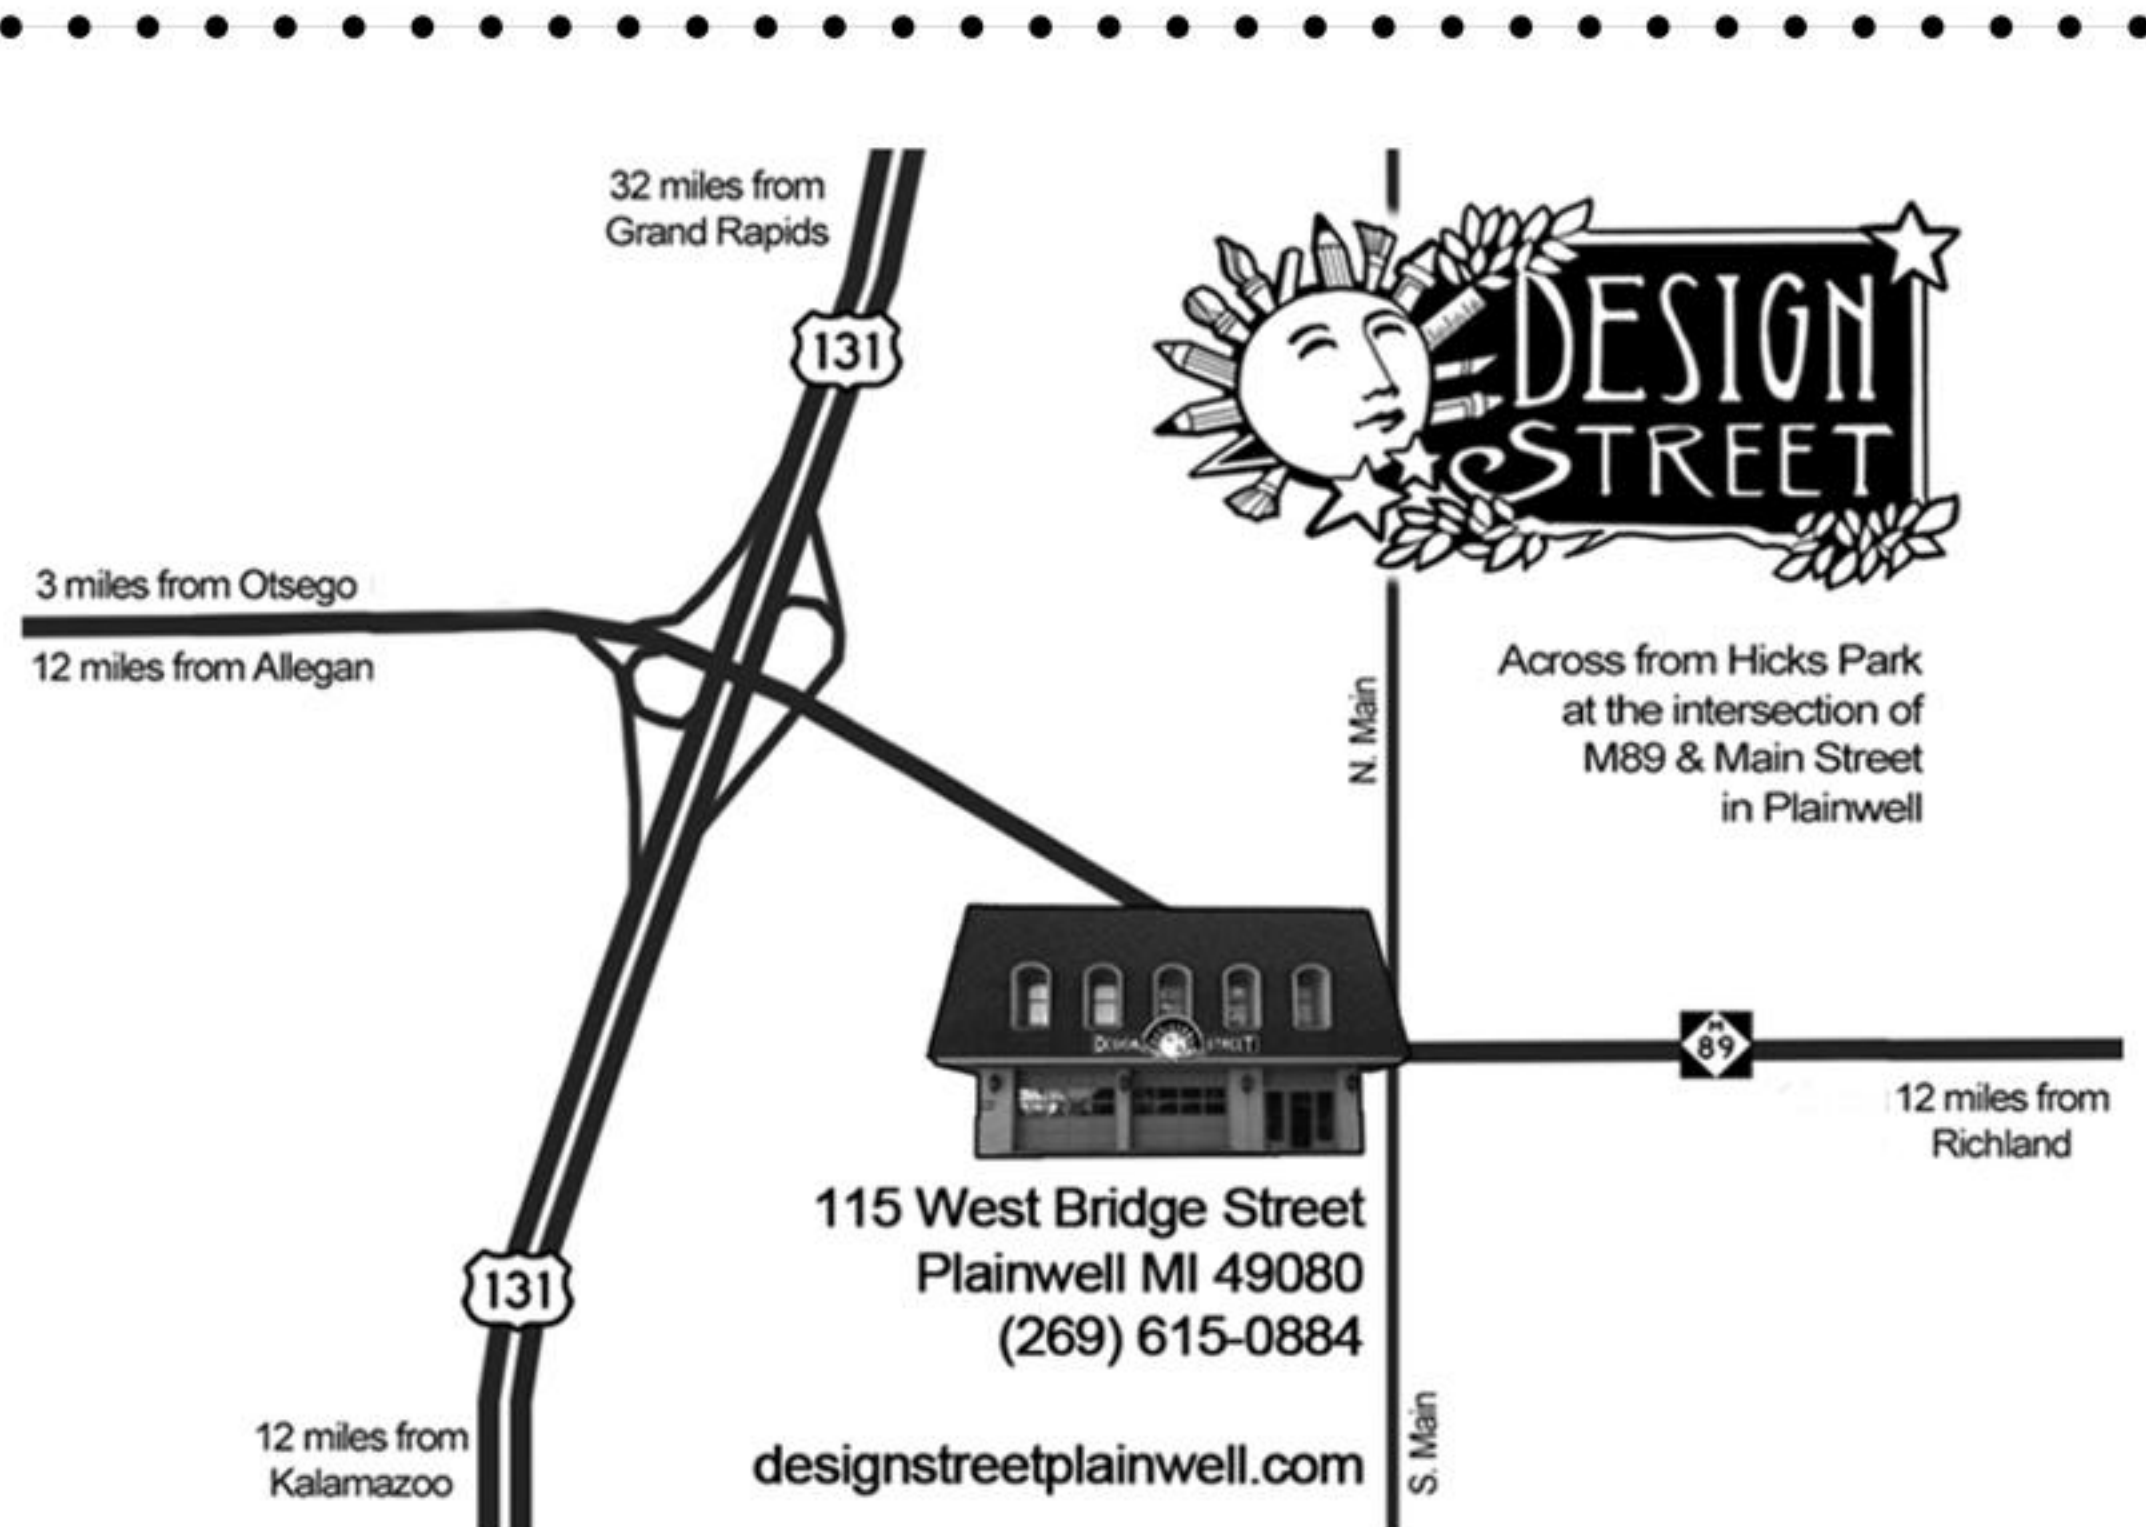 32 miles from
Grand Rapids
131
DESIGN
STREET
3 miles from Otsego
12 miles from Allegan
Across from Hicks Park
at the intersection of
M89 & Main Street
in Plainwell
N. Main
DESIGN STREET
M
89
12 miles from
Richland
115 West Bridge Street
Plainwell MI 49080
(269) 615-0884
131
12 miles from
Kalamazoo
designstreetplainwell.com
S. Main